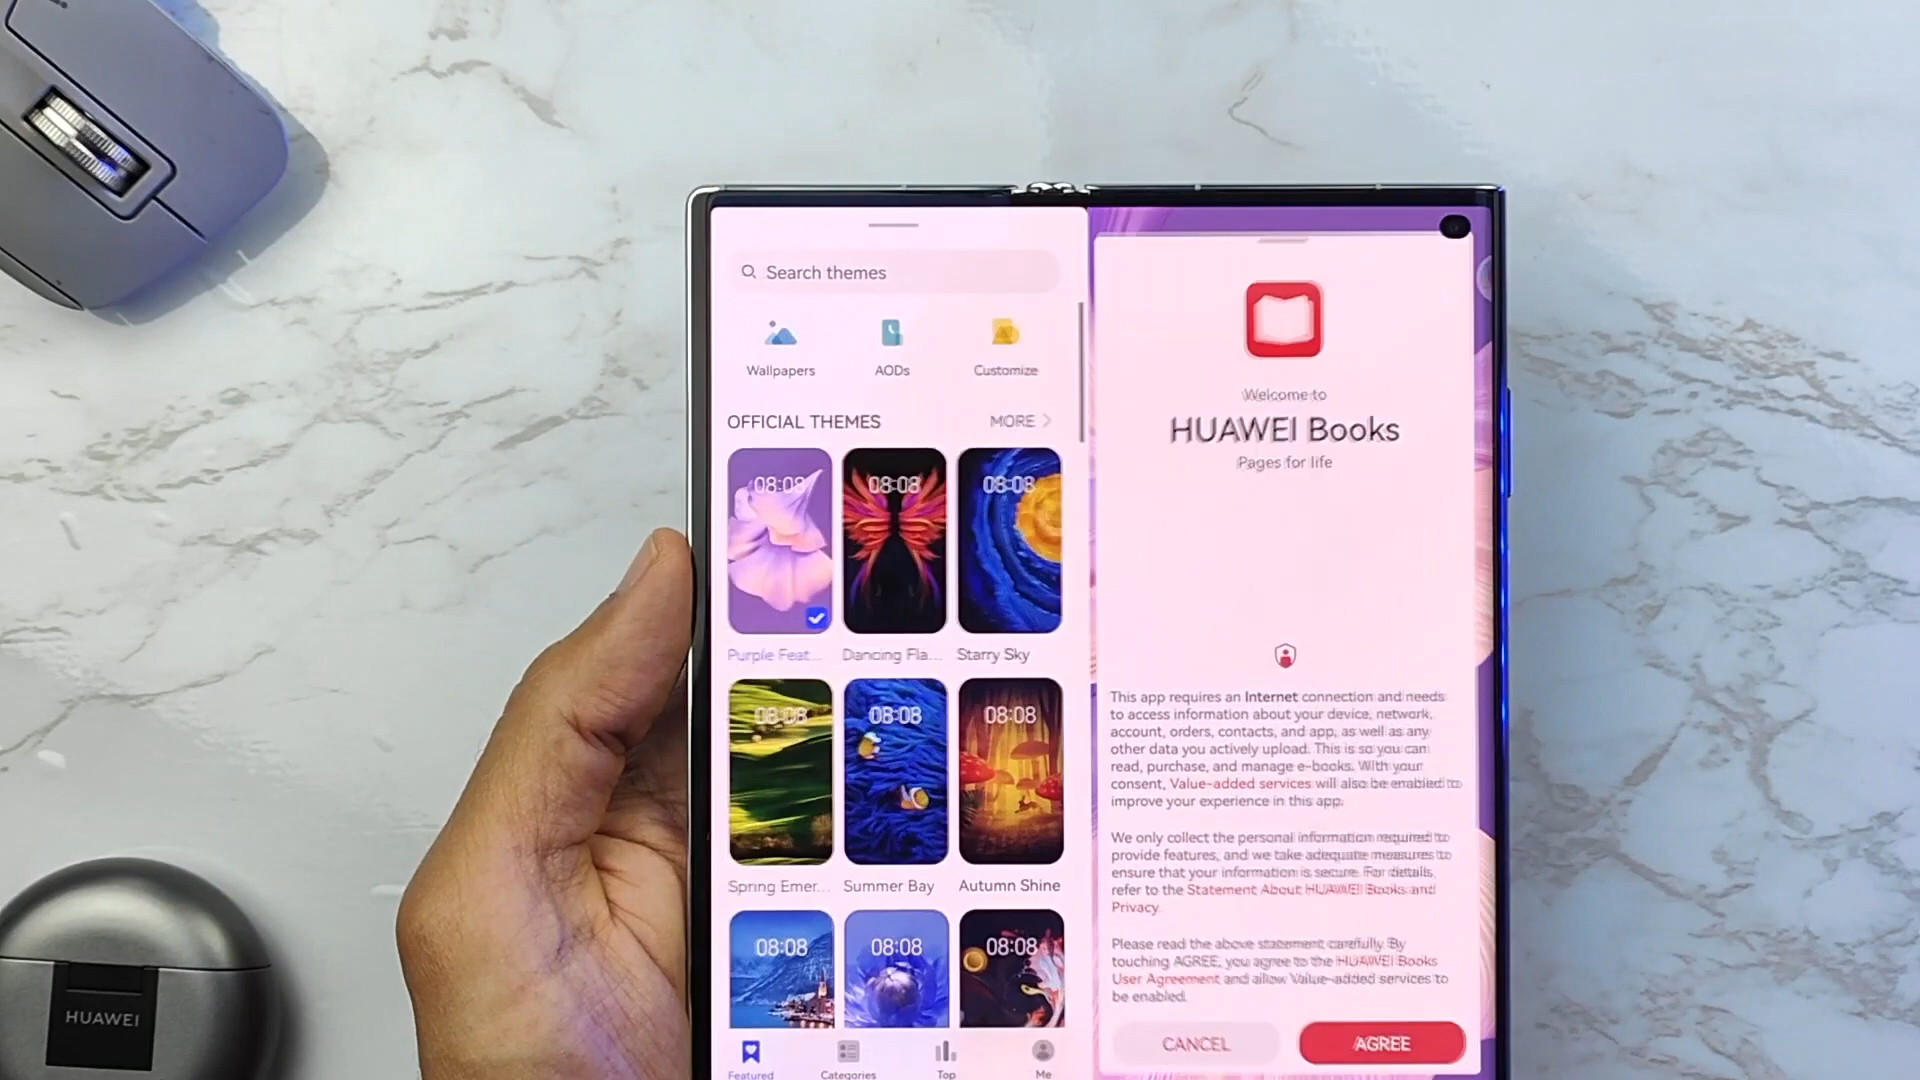 Search themes
Wallpapers
AODs
Customize
OFFICIAL THEMES
MORE
08:08
08:08
08:08
Purple Feat...
Dancing Fla...
Starry Sky
08:08
08:08
08:08
Spring Emer...
Summer Bay
Autumn Shine
08:08
08:08
08:08
Featured
Categories
Top
Me
Welcome to
HUAWEI Books
Pages for life
This app requires an Internet connection and needs
to access information about your device, network,
account, orders, contacts, and app, as well as any
other data you actively upload. This is so you can
read, purchase, and manage e-books. With your
consent, Value-added services will also be enabled to
improve your experience in this app.
We only collect the personal information required to
provide features, and we take adequate measures to
ensure that your information is secure. For details,
refer to the Statement About HUAWEI Books and
Privacy.
Please read the above statement carefully. By
touching AGREE, you agree to the HUAWEI Books
User Agreement and allow Value-added services to
be enabled.
CANCEL
AGREE
HUAWEI